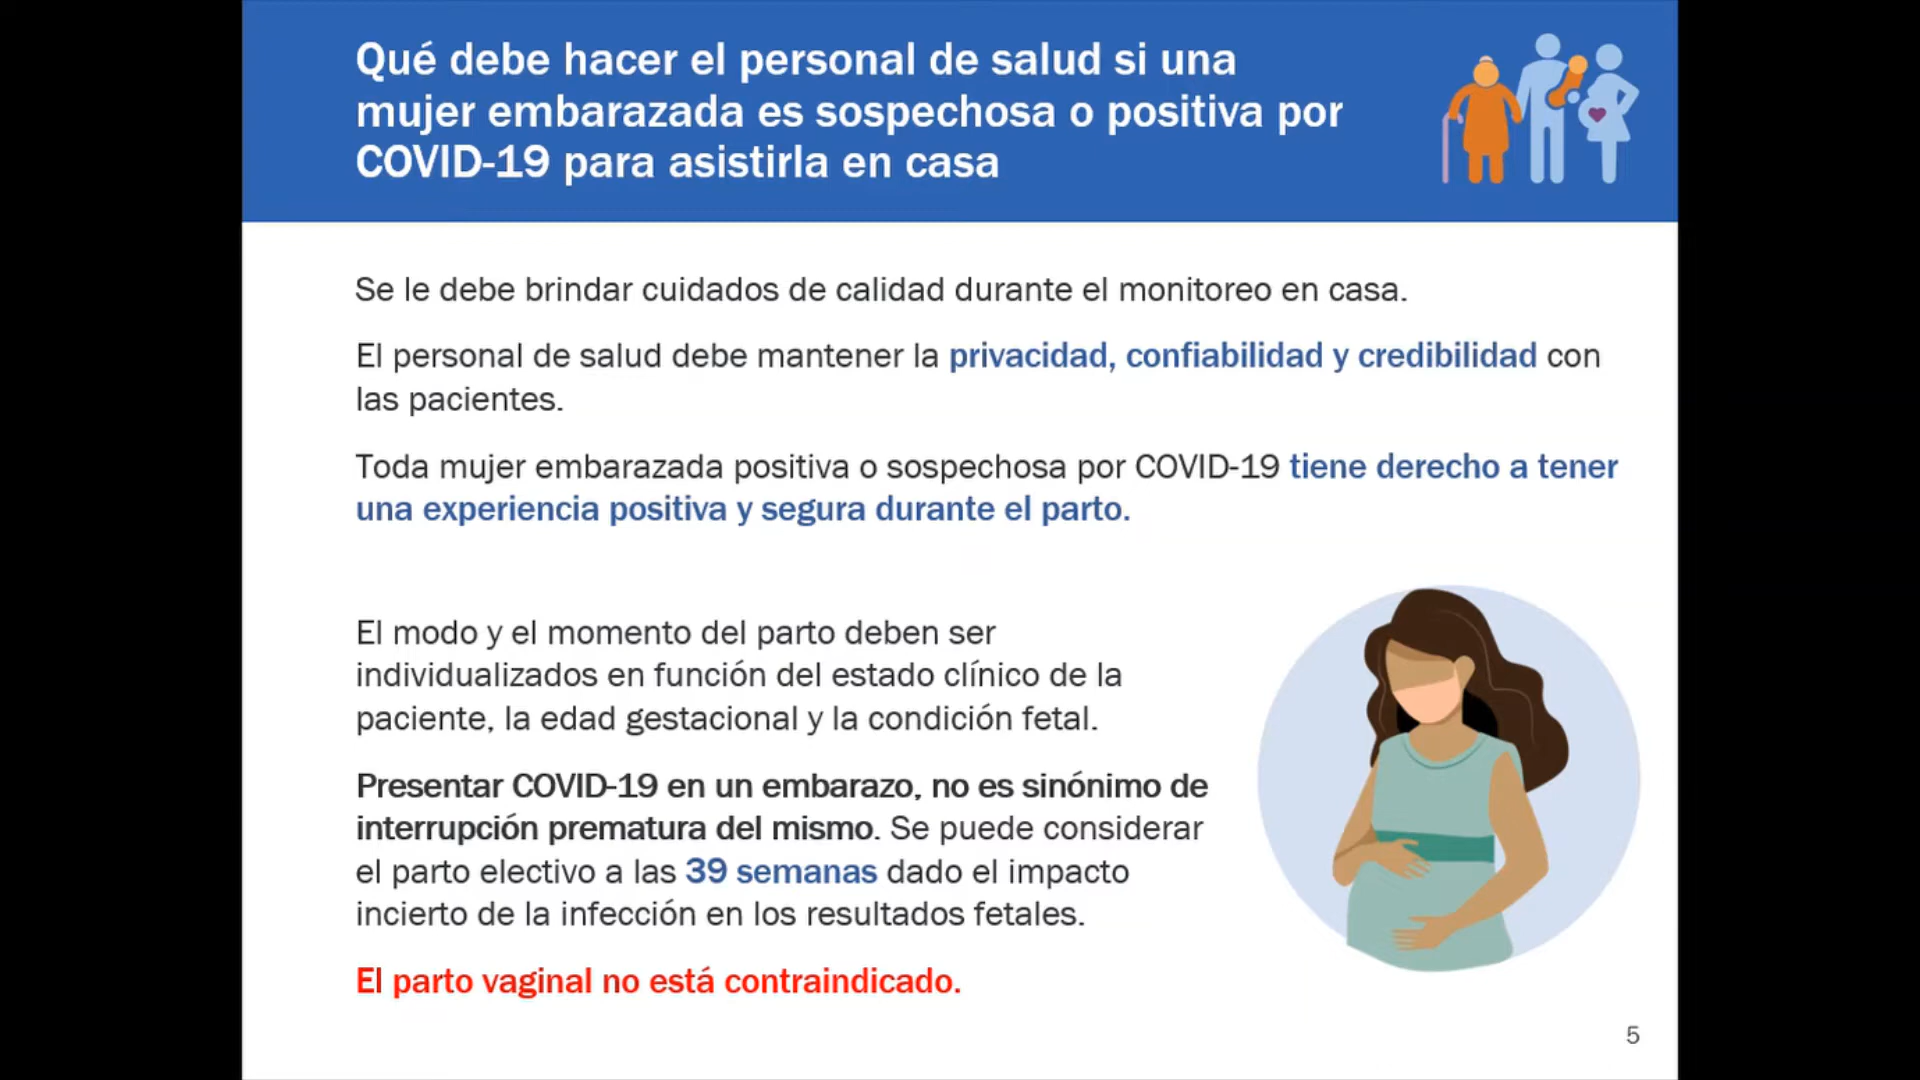 Qué debe hacer el personal de salud si una
mujer embarazada es sospechosa o positiva por
COVID-19 para asistirla en casa
Se le debe brindar cuidados de calidad durante el monitoreo en casa.
El personal de salud debe mantener la privacidad, confiabilidad y credibilidad con
las pacientes.
Toda mujer embarazada positiva o sospechosa por COVID-19 tiene derecho a tener
una experiencia positiva y segura durante el parto.
El modo y el momento del parto deben ser
individualizados en función del estado clínico de la
paciente, la edad gestacional y la condición fetal.
Presentar COVID-19 en un embarazo, no es sinónimo de
interrupción prematura del mismo. Se puede considerar
el parto electivo a las 39 semanas dado el impacto
incierto de la infección en los resultados fetales.
El parto vaginal no está contraindicado.
5